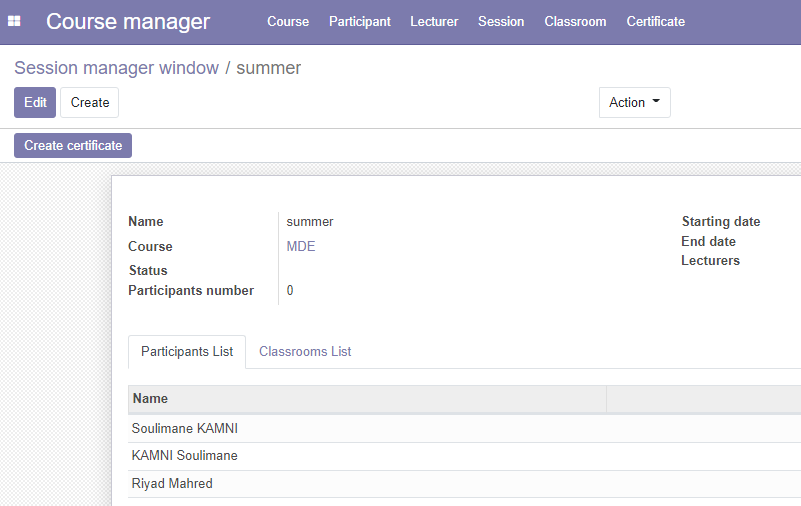 Course manager Course Participant Lecturer Session Classroom Certificate
Session manager window / summer
Edit Create Action
Create certificate
Name summer Starting date
Course MDE End date
Status Lecturers
Participants number 0
Participants List Classrooms List
Name
Soulimane KAMNI
KAMNI Soulimane
Riyad Mahred